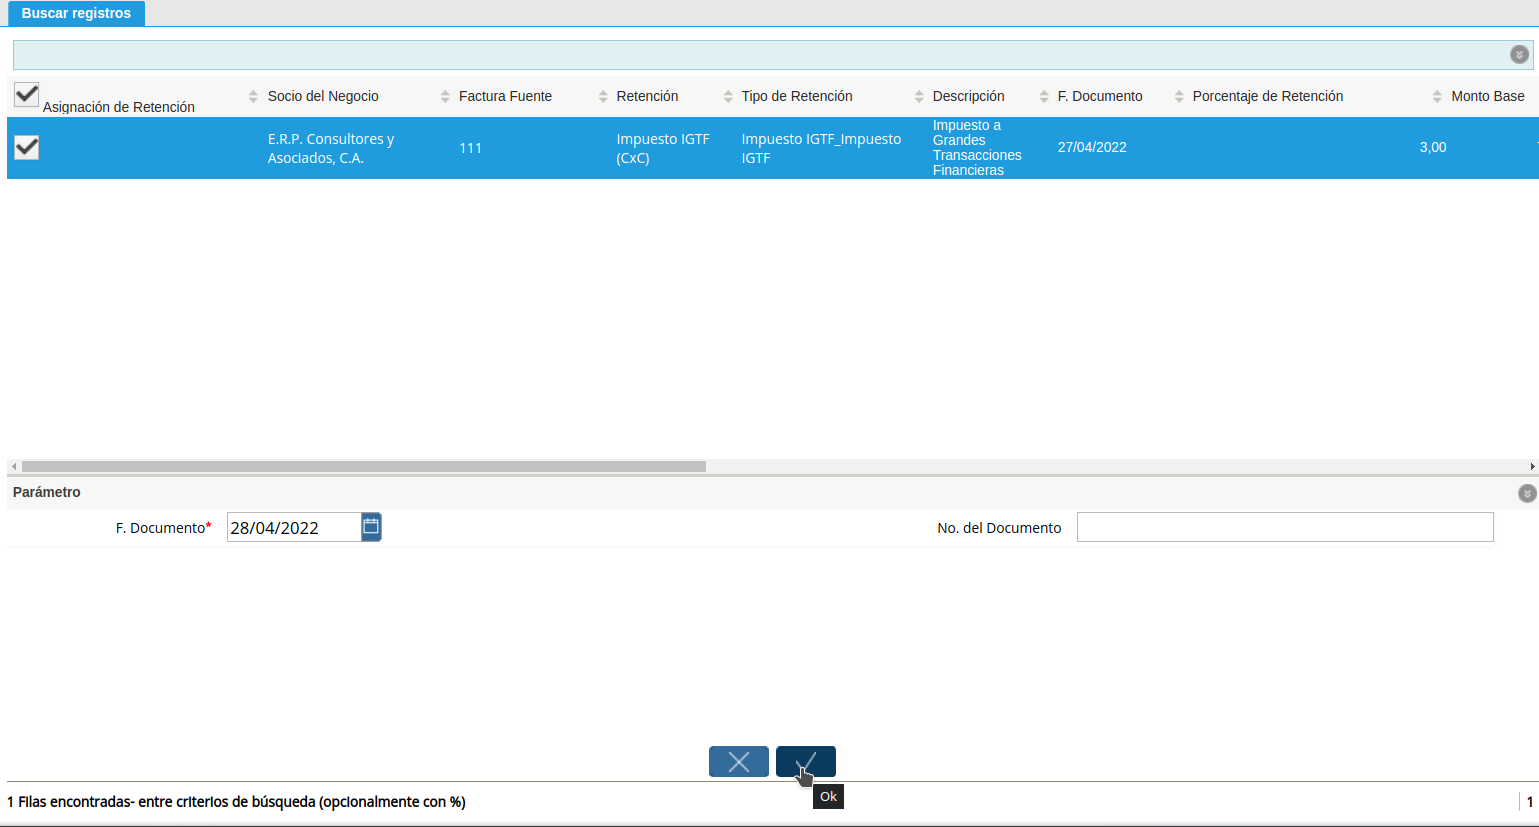 Buscar registros
Asignación de Retención Socio del Negocio Factura Fuente Retención Tipo de Retención Descripción F. Documento Porcentaje de Retención Monto Base
E.R.P. Consultores y Asociados, C.A. 111 Impuesto IGTF (CxC) Impuesto IGTF_Impuesto IGTF Impuesto a Grandes Transacciones Financieras 27/04/2022 3,00
Parámetro
F. Documento* 28/04/2022 No. del Documento
Ok
1 Filas encontradas- entre criterios de búsqueda (opcionalmente con %) 1